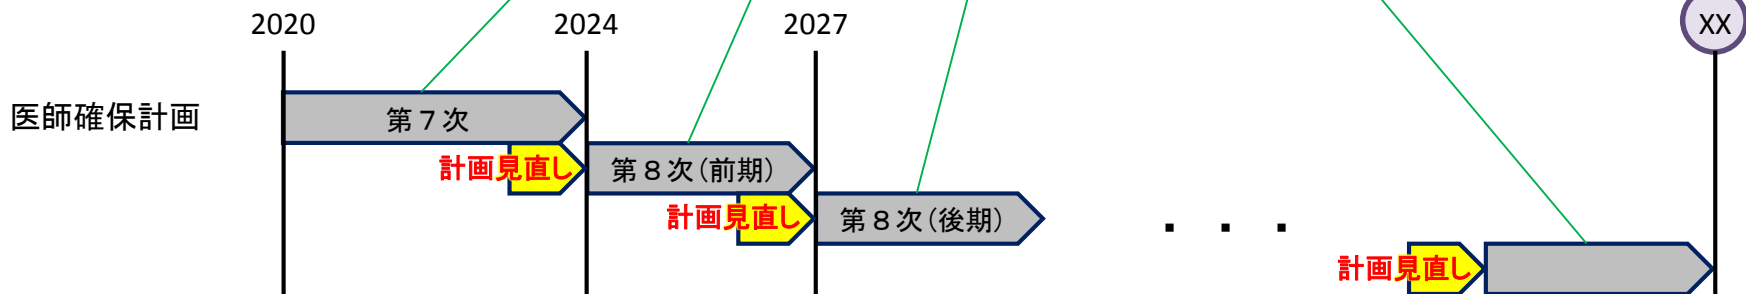 2020
2024
2027
XX
医師確保計画
第７次
計画見直し
第８次(前期)
計画見直し
第８次(後期)
・・・
計画見直し